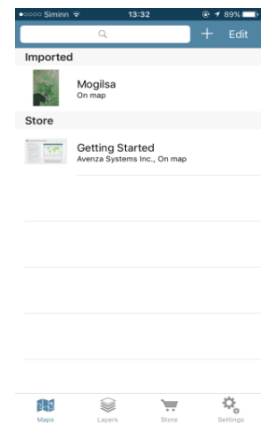 Siminn 13:32 89%
+ Edit
Imported
Mogilsa
On map
Store
Getting Started
Avenza Systems Inc., On map
Maps Layers Store Settings